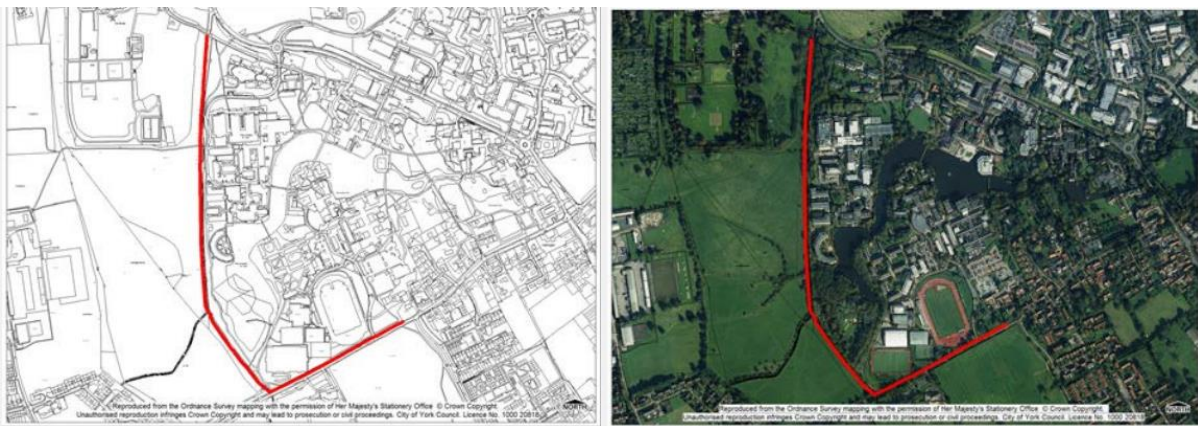 Reproduced from the Ordnance Survey mapping with the permission of Her Majesty's Stationery Office © Crown Copyright.
Unauthorised reproduction infringes Crown Copyright and may lead to prosecution or civil proceedings. City of York Council. Licence No. 1000 20818
NORTH
Reproduced from the Ordnance Survey mapping with the permission of Her Majesty's Stationery Office © Crown Copyright.
Unauthorised reproduction infringes Crown Copyright and may lead to prosecution or civil proceedings. City of York Council. Licence No. 1000 20818
NORTH